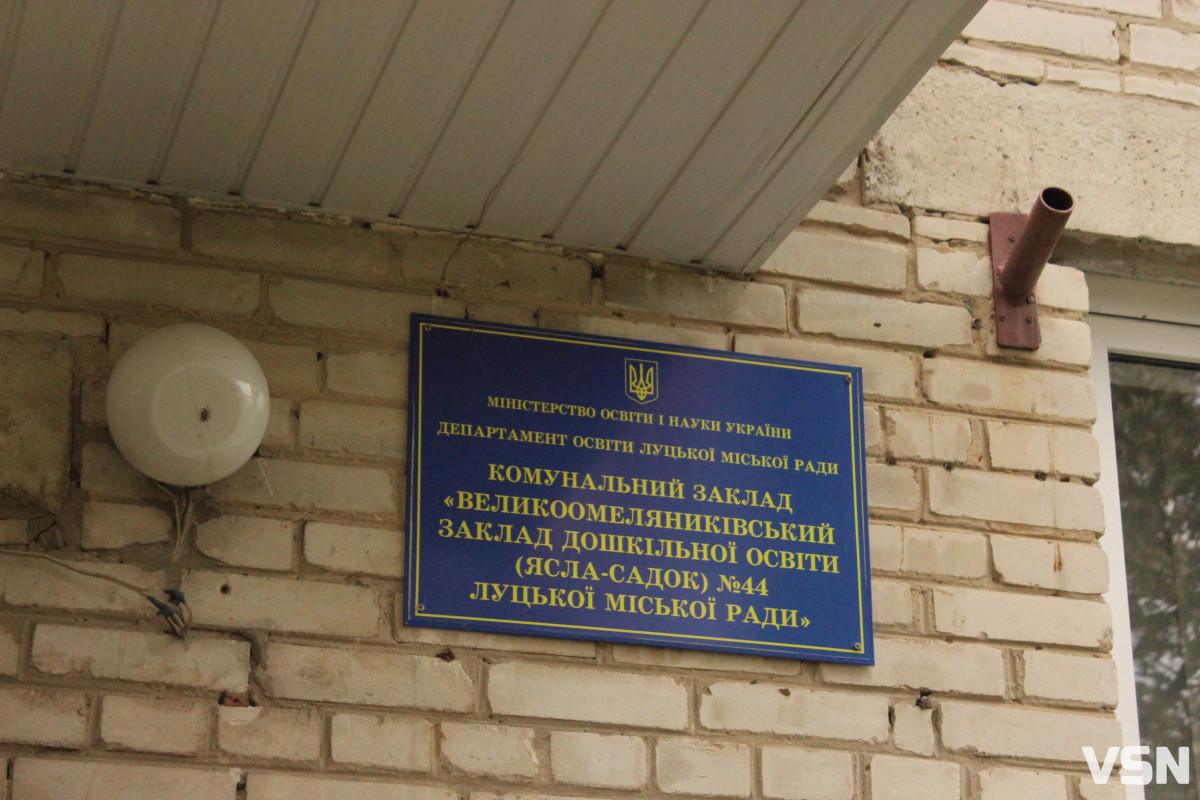 МІНІСТЕРСТВО ОСВІТИ І НАУКИ УКРАЇНИ
ДЕПАРТАМЕНТ ОСВІТИ ЛУЦЬКОЇ МІСЬКОЇ РАДИ
КОМУНАЛЬНИЙ ЗАКЛАД
«ВЕЛИКООМЕЛЯНИКІВСЬКИЙ
ЗАКЛАД ДОШКІЛЬНОЇ ОСВІТИ
(ЯСЛА-САДОК) №44
ЛУЦЬКОЇ МІСЬКОЇ РАДИ»
VSN